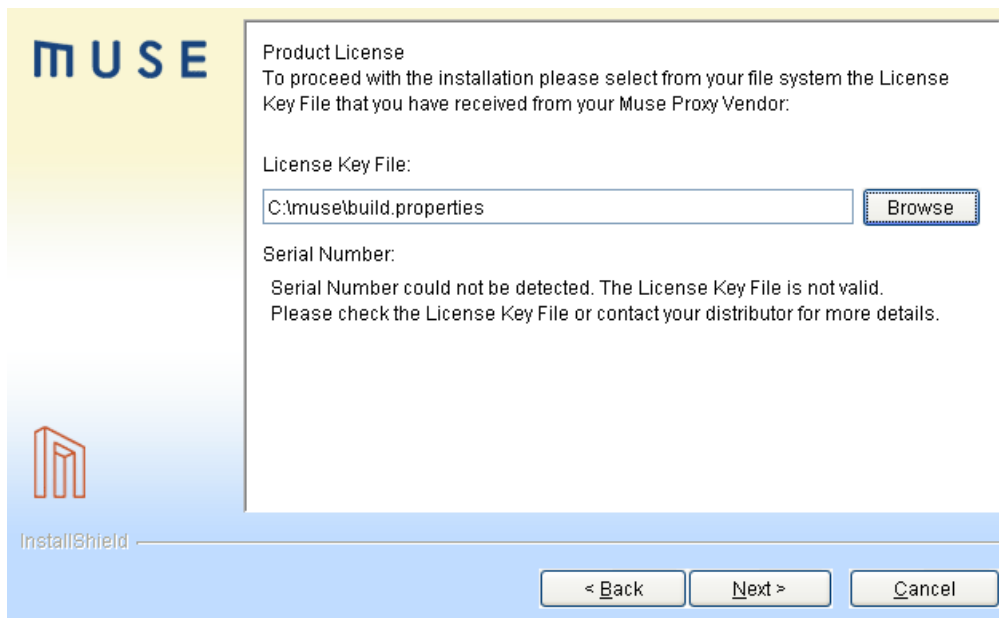 MUSE
Product License
To proceed with the installation please select from your file system the License
Key File that you have received from your Muse Proxy Vendor:
License Key File:
C:\muse\build.properties
Browse
Serial Number:
Serial Number could not be detected. The License Key File is not valid.
Please check the License Key File or contact your distributor for more details.
InstallShield
< Back
Next >
Cancel